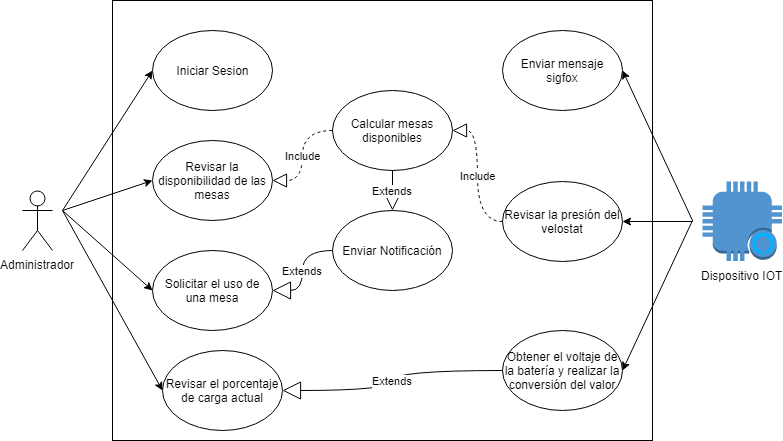 Iniciar Sesion
Enviar mensaje
sigfox
Calcular mesas
disponibles
Include
Revisar la
disponibilidad de las
mesas
Include
Extends
Revisar la presión del
velostat
Administrador
Enviar Notificación
Dispositivo IOT
Extends
Solicitar el uso de
una mesa
Obtener el voltaje de
la batería y realizar la
conversión del valor
Extends
Revisar el porcentaje
de carga actual